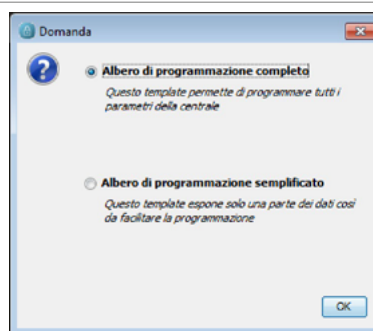 Domanda
Albero di programmazione completo
Questo template permette di programmare tutti i
parametri della centrale
Albero di programmazione semplificato
Questo template espone solo una parte dei dati così
da facilitare la programmazione
OK